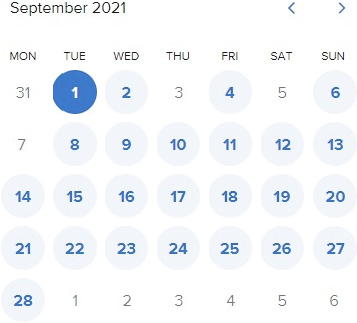 September 2021
MON TUE WED THU FRI SAT SUN
31 1 2 3 4 5 6
7 8 9 10 11 12 13
14 15 16 17 18 19 20
21 22 23 24 25 26 27
28 1 2 3 4 5 6